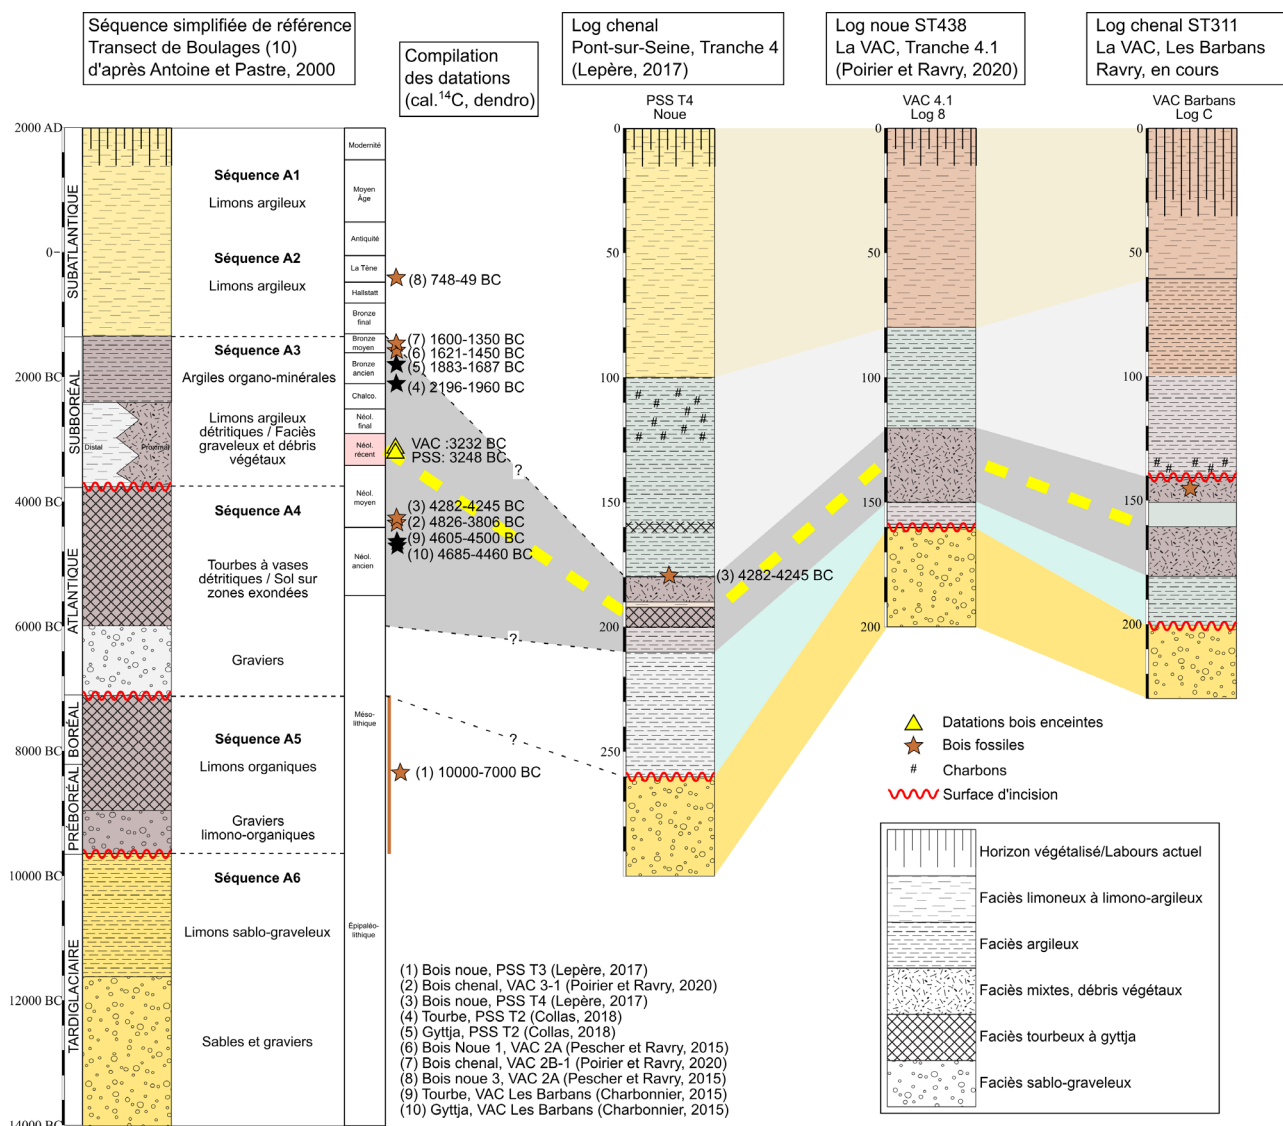 Séquence simplifiée de référence
Transect de Boulages (10)
d'après Antoine et Pastre, 2000
Compilation
des datations
(cal.¹⁴C, dendro)
Log chenal
Pont-sur-Seine, Tranche 4
(Lepère, 2017)
Log noue ST438
La VAC, Tranche 4.1
(Poirier et Ravry, 2020)
Log chenal ST311
La VAC, Les Barbans
Ravry, en cours
PSS T4
Noue
VAC 4.1
Log 8
VAC Barbans
Log C
2000 AD
0
2000 BC
4000 BC
6000 BC
8000 BC
10000 BC
12000 BC
14000 BC
SUBATLANTIQUE
SUBORÉAL
ATLANTIQUE
BORÉAL
PRÉBORÉAL
TARDIGLACIAIRE
Séquence A1
Limons argileux
Séquence A2
Limons argileux
Séquence A3
Argiles organo-minérales
Limons argileux
détritiques / Faciès
graveleux et débris
végétaux
Distal
Proximal
Séquence A4
Tourbes à vases
détritiques / Sol sur
zones exondées
Graviers
Séquence A5
Limons organiques
Graviers
limono-organiques
Séquence A6
Limons sablo-graveleux
Sables et graviers
Modernité
Moyen
Âge
Antiquité
La Tène
Hallstatt
Bronze
final
Bronze
moyen
Bronze
ancien
Chalco.
Néol.
final
Néol.
récent
Néol.
moyen
Néol.
ancien
Méso-
lithique
Épipaléo-
lithique
(8) 748-49 BC
(7) 1600-1350 BC
(6) 1621-1450 BC
(5) 1883-1687 BC
(4) 2196-1960 BC
VAC :3232 BC
PSS: 3248 BC
(3) 4282-4245 BC
(2) 4826-3806 BC
(9) 4605-4500 BC
(10) 4685-4460 BC
(1) 10000-7000 BC
?
?
?
0
50
100
150
200
250
# # # # # # # # #
(3) 4282-4245 BC
0
50
100
150
200
0
50
100
150
200
# # # # #
Datations bois enceintes
Bois fossiles
# Charbons
Surface d'incision
Horizon végétalisé/Labours actuel
Faciès limoneux à limono-argileux
Faciès argileux
Faciès mixtes, débris végétaux
Faciès tourbeux à gyttja
Faciès sablo-graveleux
(1) Bois noue, PSS T3 (Lepère, 2017)
(2) Bois chenal, VAC 3-1 (Poirier et Ravry, 2020)
(3) Bois noue, PSS T4 (Lepère, 2017)
(4) Tourbe, PSS T2 (Collas, 2018)
(5) Gyttja, PSS T2 (Collas, 2018)
(6) Bois Noue 1, VAC 2A (Pescher et Ravry, 2015)
(7) Bois chenal, VAC 2B-1 (Poirier et Ravry, 2020)
(8) Bois noue 3, VAC 2A (Pescher et Ravry, 2015)
(9) Tourbe, VAC Les Barbans (Charbonnier, 2015)
(10) Gyttja, VAC Les Barbans (Charbonnier, 2015)